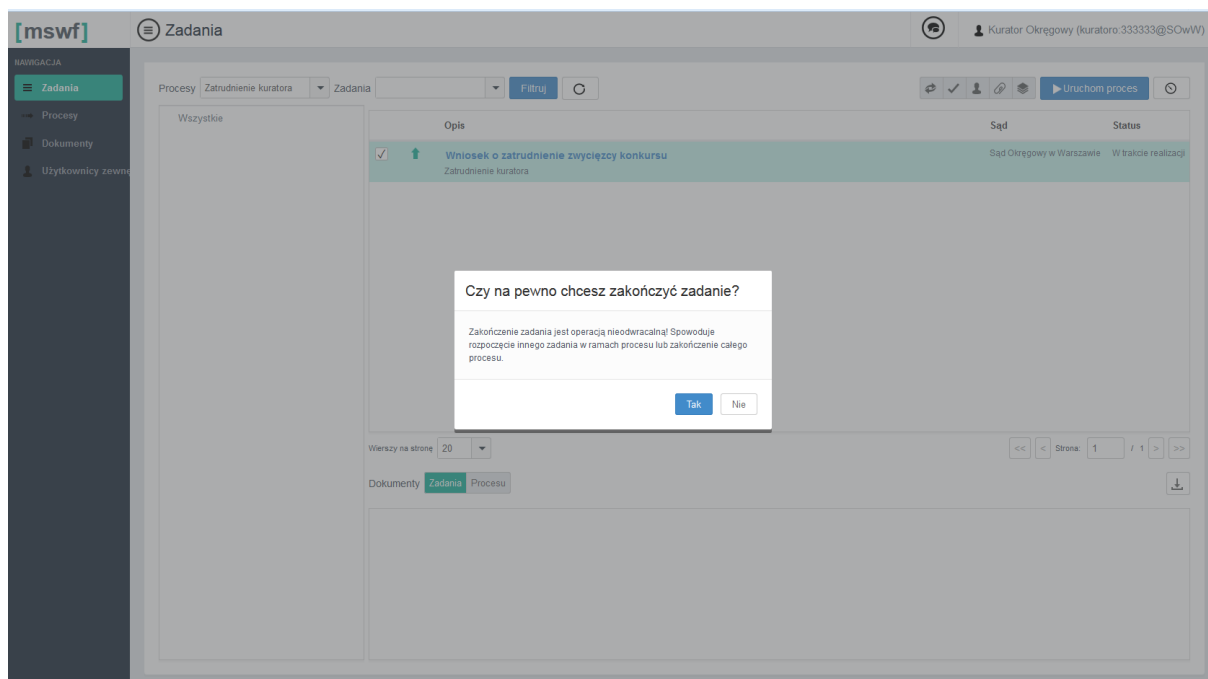 [mswf]
Zadania
Kurator Okręgowy (kuratoro:333333@SOwW)
NAWIGACJA
Zadania
Procesy
Dokumenty
Użytkownicy zewnę
Procesy Zatrudnienie kuratora Zadania Filtruj Uruchom proces
Wszystkie
Opis Sąd Status
Wniosek o zatrudnienie zwycięzcy konkursu Sąd Okręgowy w Warszawie W trakcie realizacji
Zatrudnienie kuratora
Czy na pewno chcesz zakończyć zadanie?
Zakończenie zadania jest operacją nieodwracalną! Spowoduje
rozpoczęcie innego zadania w ramach procesu lub zakończenie całego
procesu.
Tak Nie
Wierszy na stronę 20 << < Strona: 1 / 1 > >>
Dokumenty Zadania Procesu